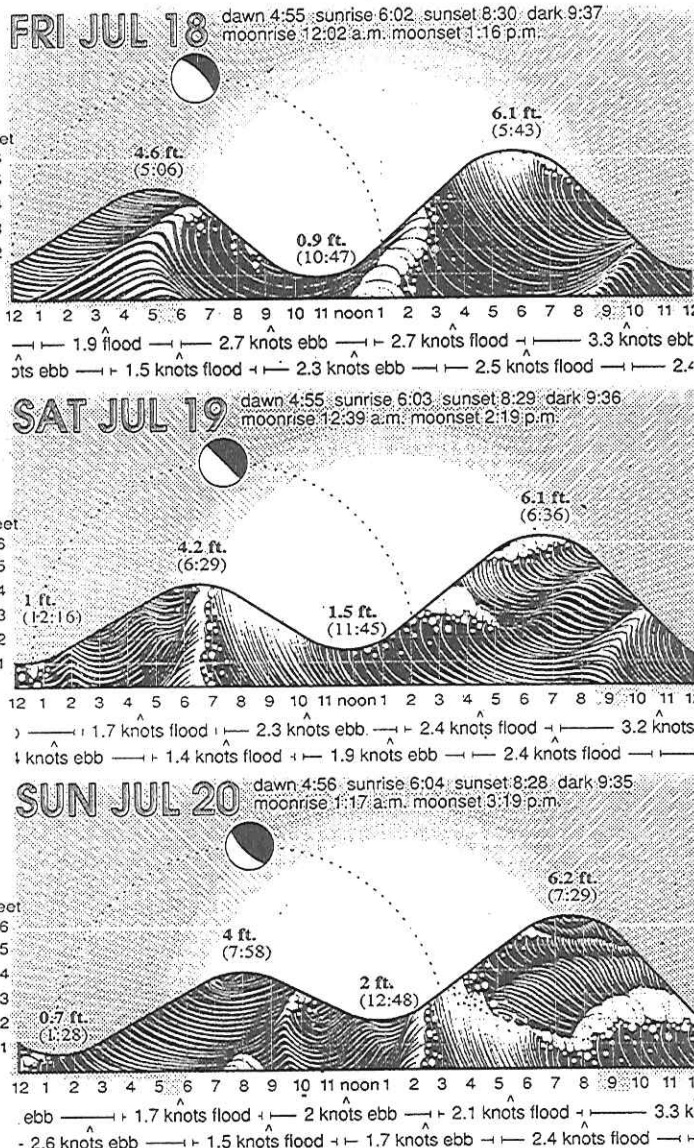 FRI JUL 18
dawn 4:55 sunrise 6:02 sunset 8:30 dark 9:37
moonrise 12:02 a.m. moonset 1:16 p.m.
6.1 ft.
(5:43)
4.6 ft.
(5:06)
0.9 ft.
(10:47)
12 1 2 3 4 5 6 7 8 9 10 11 noon 1 2 3 4 5 6 7 8 9 10 11 12
1.9 flood 2.7 knots ebb 2.7 knots flood 3.3 knots ebb
ots ebb 1.5 knots flood 2.3 knots ebb 2.5 knots flood 2.4
SAT JUL 19
dawn 4:55 sunrise 6:03 sunset 8:29 dark 9:36
moonrise 12:39 a.m. moonset 2:19 p.m.
eet
6
5
4
3
2
1
6.1 ft.
(6:36)
4.2 ft.
(6:29)
1 ft.
(12:16)
1.5 ft.
(11:45)
12 1 2 3 4 5 6 7 8 9 10 11 noon 1 2 3 4 5 6 7 8 9 10 11 12
1.7 knots flood 2.3 knots ebb 2.4 knots flood 3.2 knots
4 knots ebb 1.4 knots flood 1.9 knots ebb 2.4 knots flood
SUN JUL 20
dawn 4:56 sunrise 6:04 sunset 8:28 dark 9:35
moonrise 1:17 a.m. moonset 3:19 p.m.
eet
6
5
4
3
2
1
6.2 ft.
(7:29)
4 ft.
(7:58)
2 ft.
(12:48)
0.7 ft.
(1:28)
12 1 2 3 4 5 6 7 8 9 10 11 noon 1 2 3 4 5 6 7 8 9 10 11 12
ebb 1.7 knots flood 2 knots ebb 2.1 knots flood 3.3 k
2.6 knots ebb 1.5 knots flood 1.7 knots ebb 2.4 knots flood